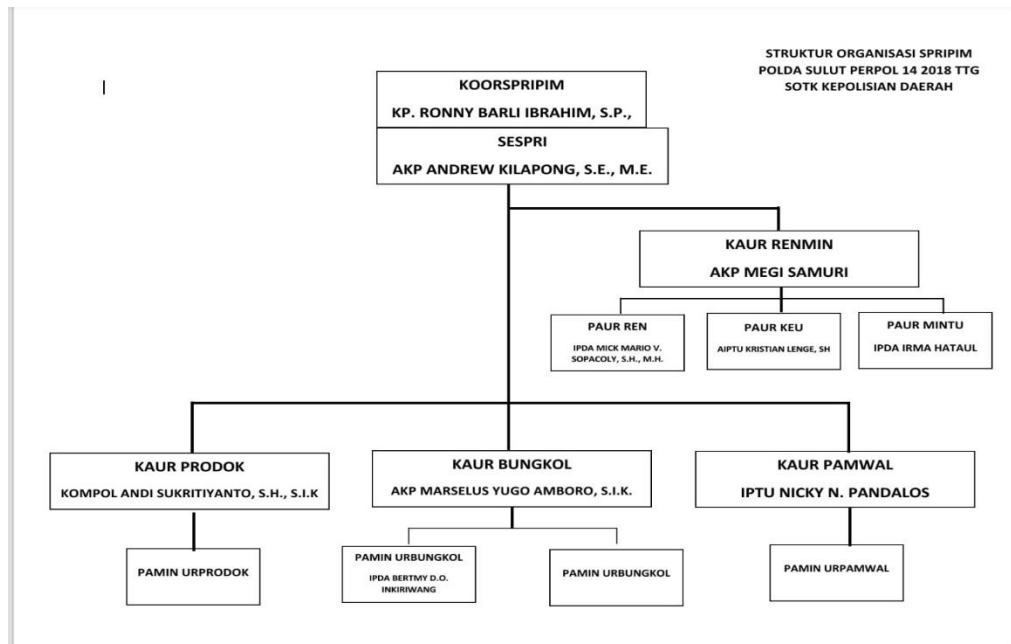 STRUKTUR ORGANISASI SPRIPIM
POLDA SULUT PERPOL 14 2018 TTG
SOTK KEPOLISIAN DAERAH
KOORSPRIPIM
KP. RONNY BARLI IBRAHIM, S.P.,
SESPRI
AKP ANDREW KILAPONG, S.E., M.E.
KAUR RENMIN
AKP MEGI SAMURI
PAUR REN
IPDA MICK MARIO V.
SOPACOLY, S.H., M.H.
PAUR KEU
AIPTU KRISTIAN LENGE, SH
PAUR MINTU
IPDA IRMA HATAUL
KAUR PRODOK
KOMPOL ANDI SUKRITIYANTO, S.H., S.I.K
KAUR BUNGKOL
AKP MARSELUS YUGO AMBORO, S.I.K.
KAUR PAMWAL
IPTU NICKY N. PANDALOS
PAMIN URPRODOK
PAMIN URBUNGKOL
IPDA BERTMY D.O.
INKIRIWANG
PAMIN URBUNGKOL
PAMIN URPAMWAL